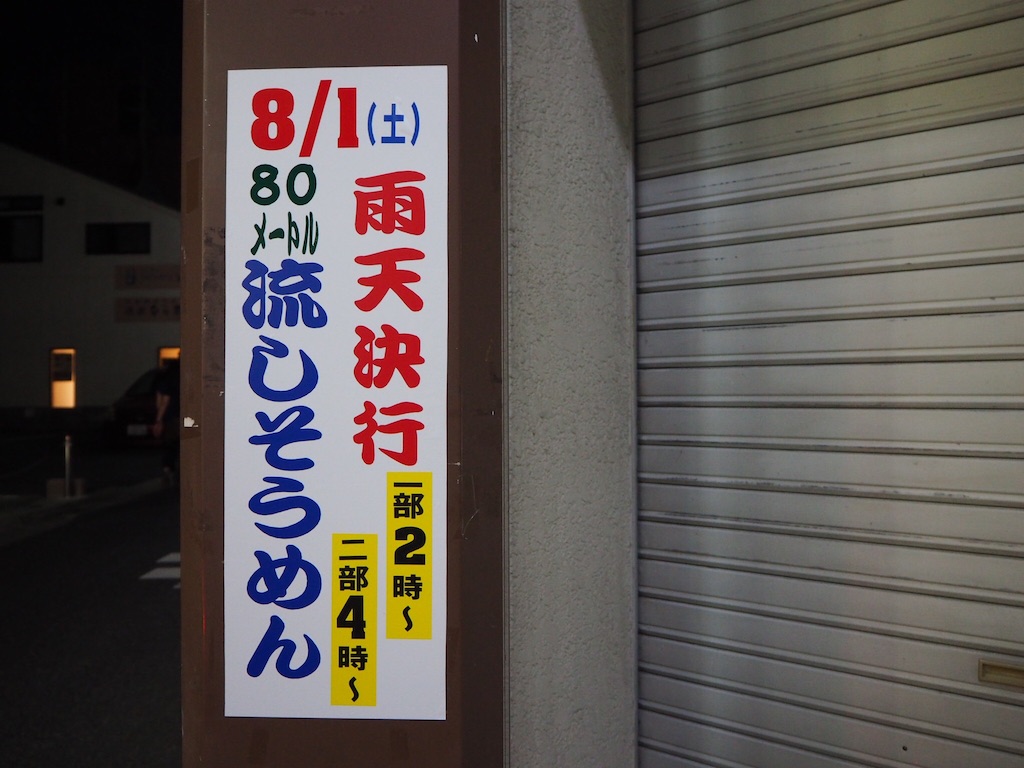 8/1(土)
雨天決行
80
メートル
流しそうめん
一部2時～
二部4時～